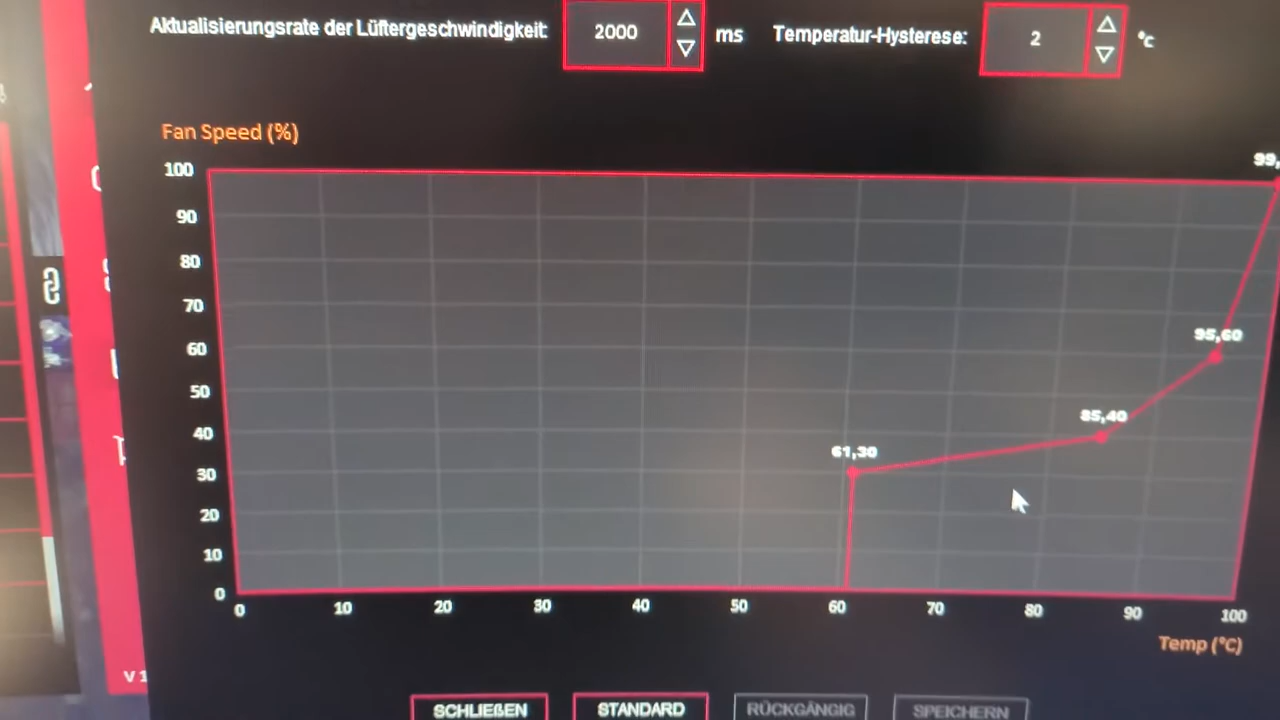 Aktualisierungsrate der Lüftergeschwindigkeit: 2000 ms Temperatur-Hysterese: 2 °c
Fan Speed (%)
99,
100
90
80
70
60
50
40
30
20
10
0
95,60
85,40
61,30
0 10 20 30 40 50 60 70 80 90 100
Temp (°C)
V 1
SCHLIEßEN STANDARD RÜCKGÄNGIG SPEICHERN